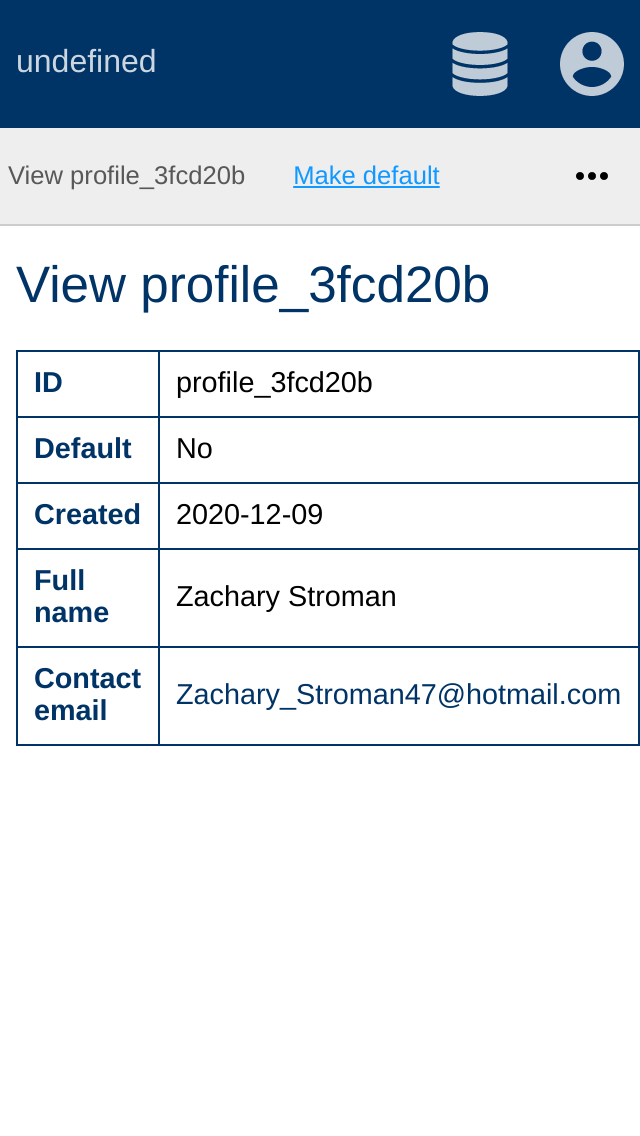 undefined
View profile_3fcd20b Make default
View profile_3fcd20b
ID profile_3fcd20b
Default No
Created 2020-12-09
Full
name
Zachary Stroman
Contact
email
Zachary_Stroman47@hotmail.com